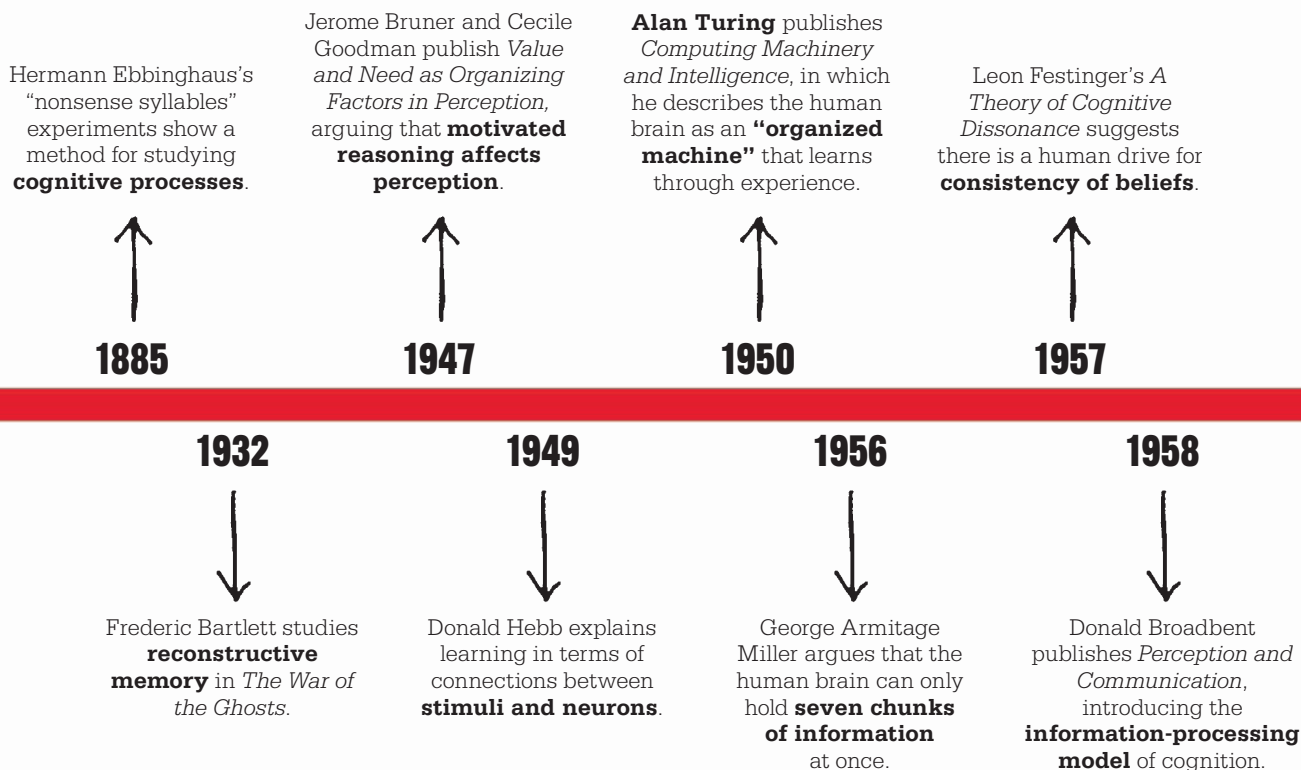 Hermann Ebbinghaus’s
“nonsense syllables”
experiments show a
method for studying
cognitive processes.
1885
Jerome Bruner and Cecile
Goodman publish Value
and Need as Organizing
Factors in Perception,
arguing that motivated
reasoning affects
perception.
1947
Alan Turing publishes
Computing Machinery
and Intelligence, in which
he describes the human
brain as an “organized
machine” that learns
through experience.
1950
Leon Festinger’s A
Theory of Cognitive
Dissonance suggests
there is a human drive for
consistency of beliefs.
1957
1932
Frederic Bartlett studies
reconstructive
memory in The War of
the Ghosts.
1949
Donald Hebb explains
learning in terms of
connections between
stimuli and neurons.
1956
George Armitage
Miller argues that the
human brain can only
hold seven chunks
of information
at once.
1958
Donald Broadbent
publishes Perception and
Communication,
introducing the
information-processing
model of cognition.